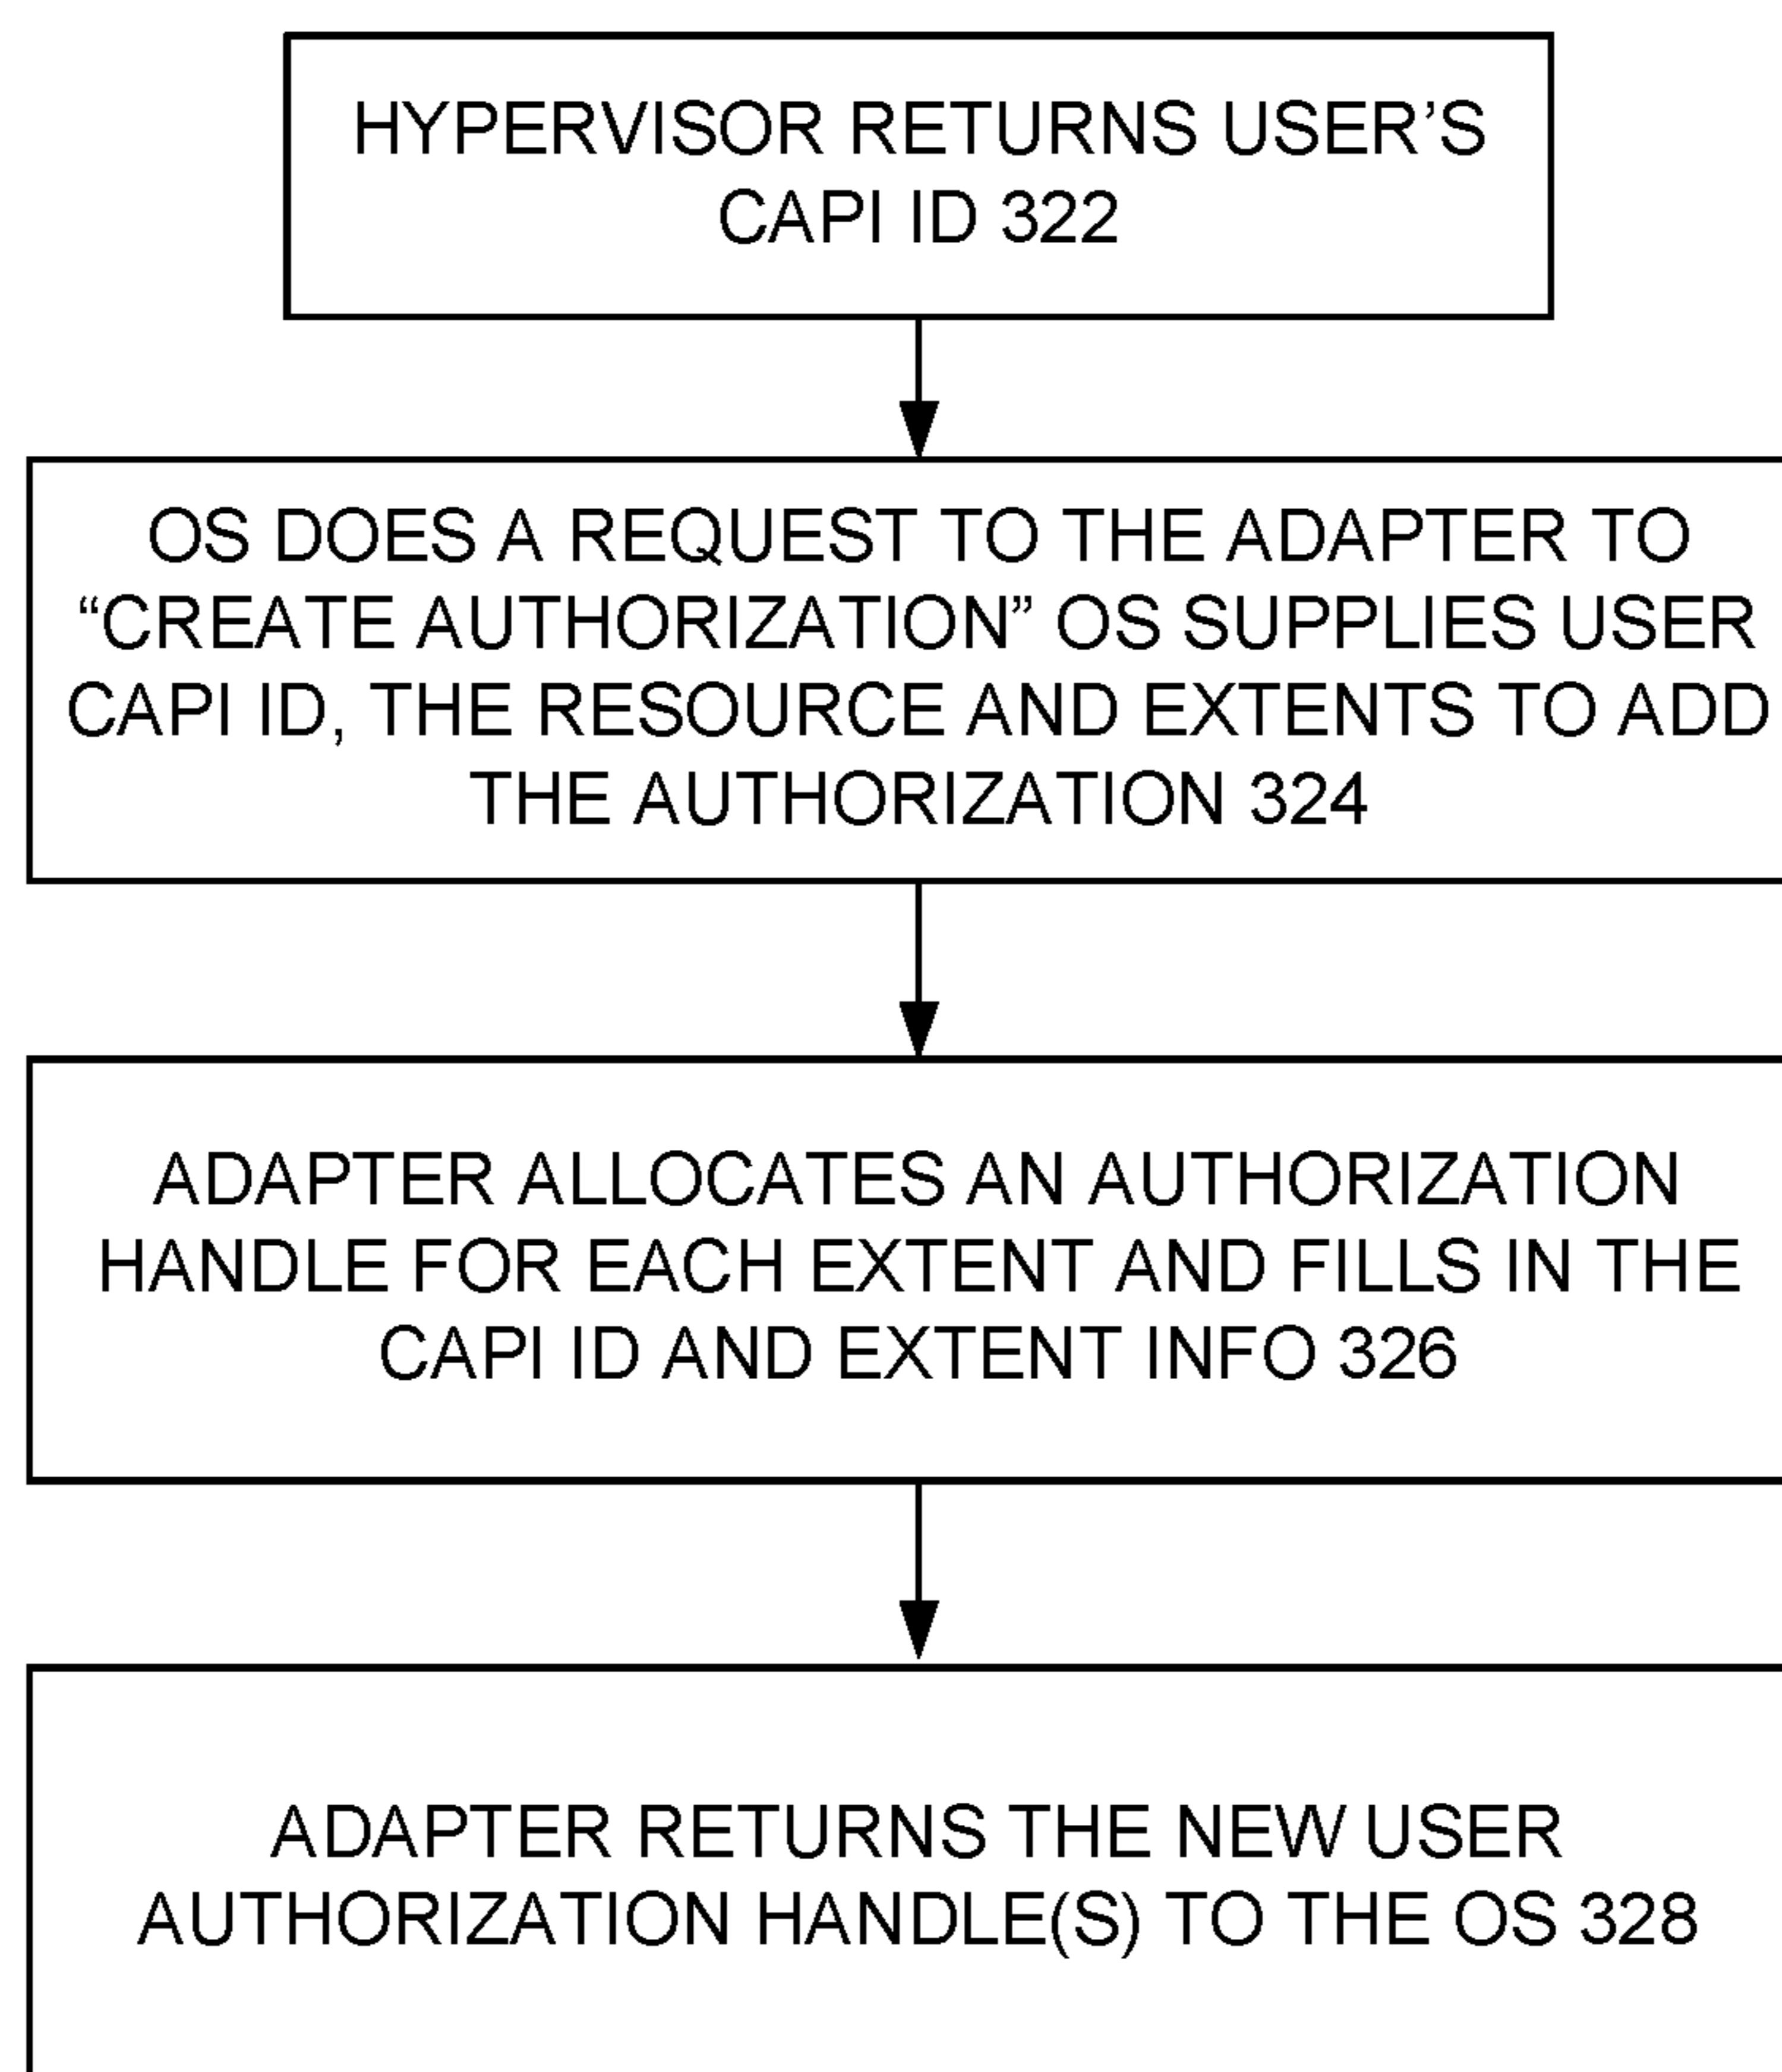 HYPERVISOR RETURNS USER’S
CAPI ID 322
OS DOES A REQUEST TO THE ADAPTER TO
“CREATE AUTHORIZATION” OS SUPPLIES USER
CAPI ID, THE RESOURCE AND EXTENTS TO ADD
THE AUTHORIZATION 324
ADAPTER ALLOCATES AN AUTHORIZATION
HANDLE FOR EACH EXTENT AND FILLS IN THE
CAPI ID AND EXTENT INFO 326
ADAPTER RETURNS THE NEW USER
AUTHORIZATION HANDLE(S) TO THE OS 328